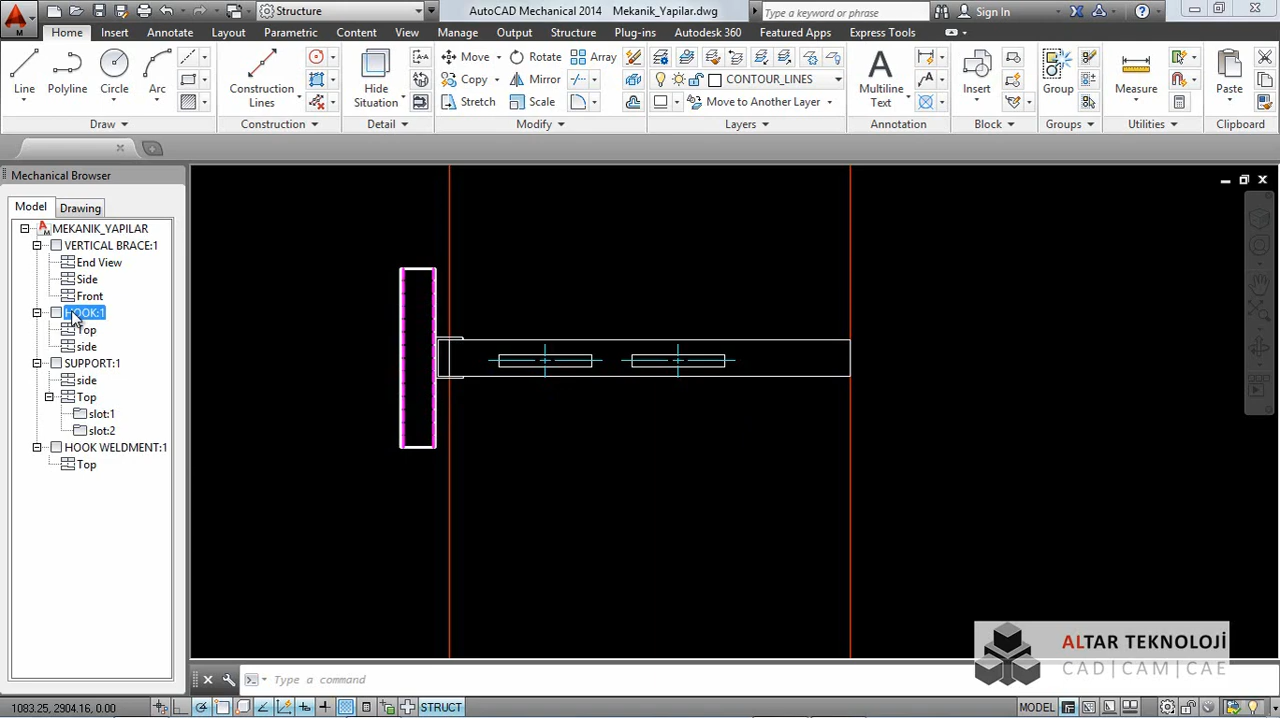 Structure
AutoCAD Mechanical 2014 Mekanik_Yapilar.dwg
Type a keyword or phrase
Sign In
Home Insert Annotate Layout Parametric Content View Manage Output Structure Plug-ins Autodesk 360 Featured Apps Express Tools
Move Rotate Array
CONTOUR_LINES
Copy Mirror
Line Polyline Circle Arc
Construction Lines
Hide Situation
Stretch Scale
Move to Another Layer
Multiline Text
Insert
Group
Measure
Paste
Draw Construction Detail Modify Layers Annotation Block Groups Utilities Clipboard
Mechanical Browser
Model Drawing
MEKANIK_YAPILAR
VERTICAL BRACE:1
End View
Side
Front
HOOK:1
Top
side
SUPPORT:1
side
Top
slot:1
slot:2
HOOK WELDMENT:1
Top
ALTAR TEKNOLOJİ
CAD|CAM|CAE
Type a command
1083.25, 2904.16, 0.00
STRUCT
MODEL